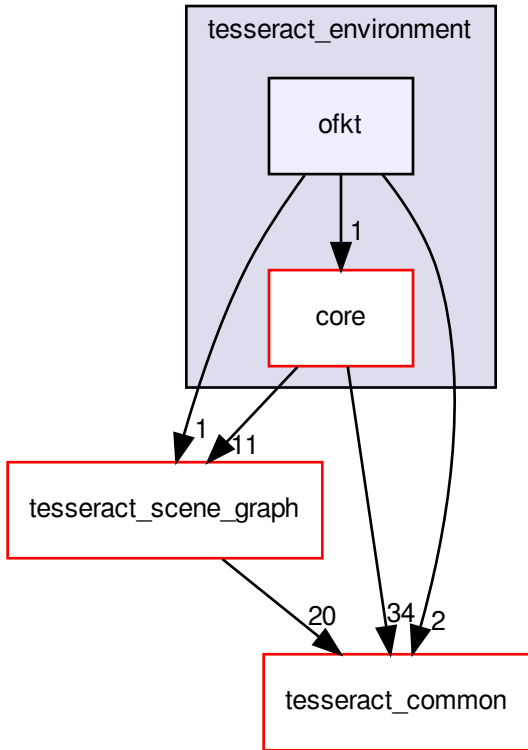 tesseract_environment
ofkt
1
core
1
11
tesseract_scene_graph
20
34
2
tesseract_common